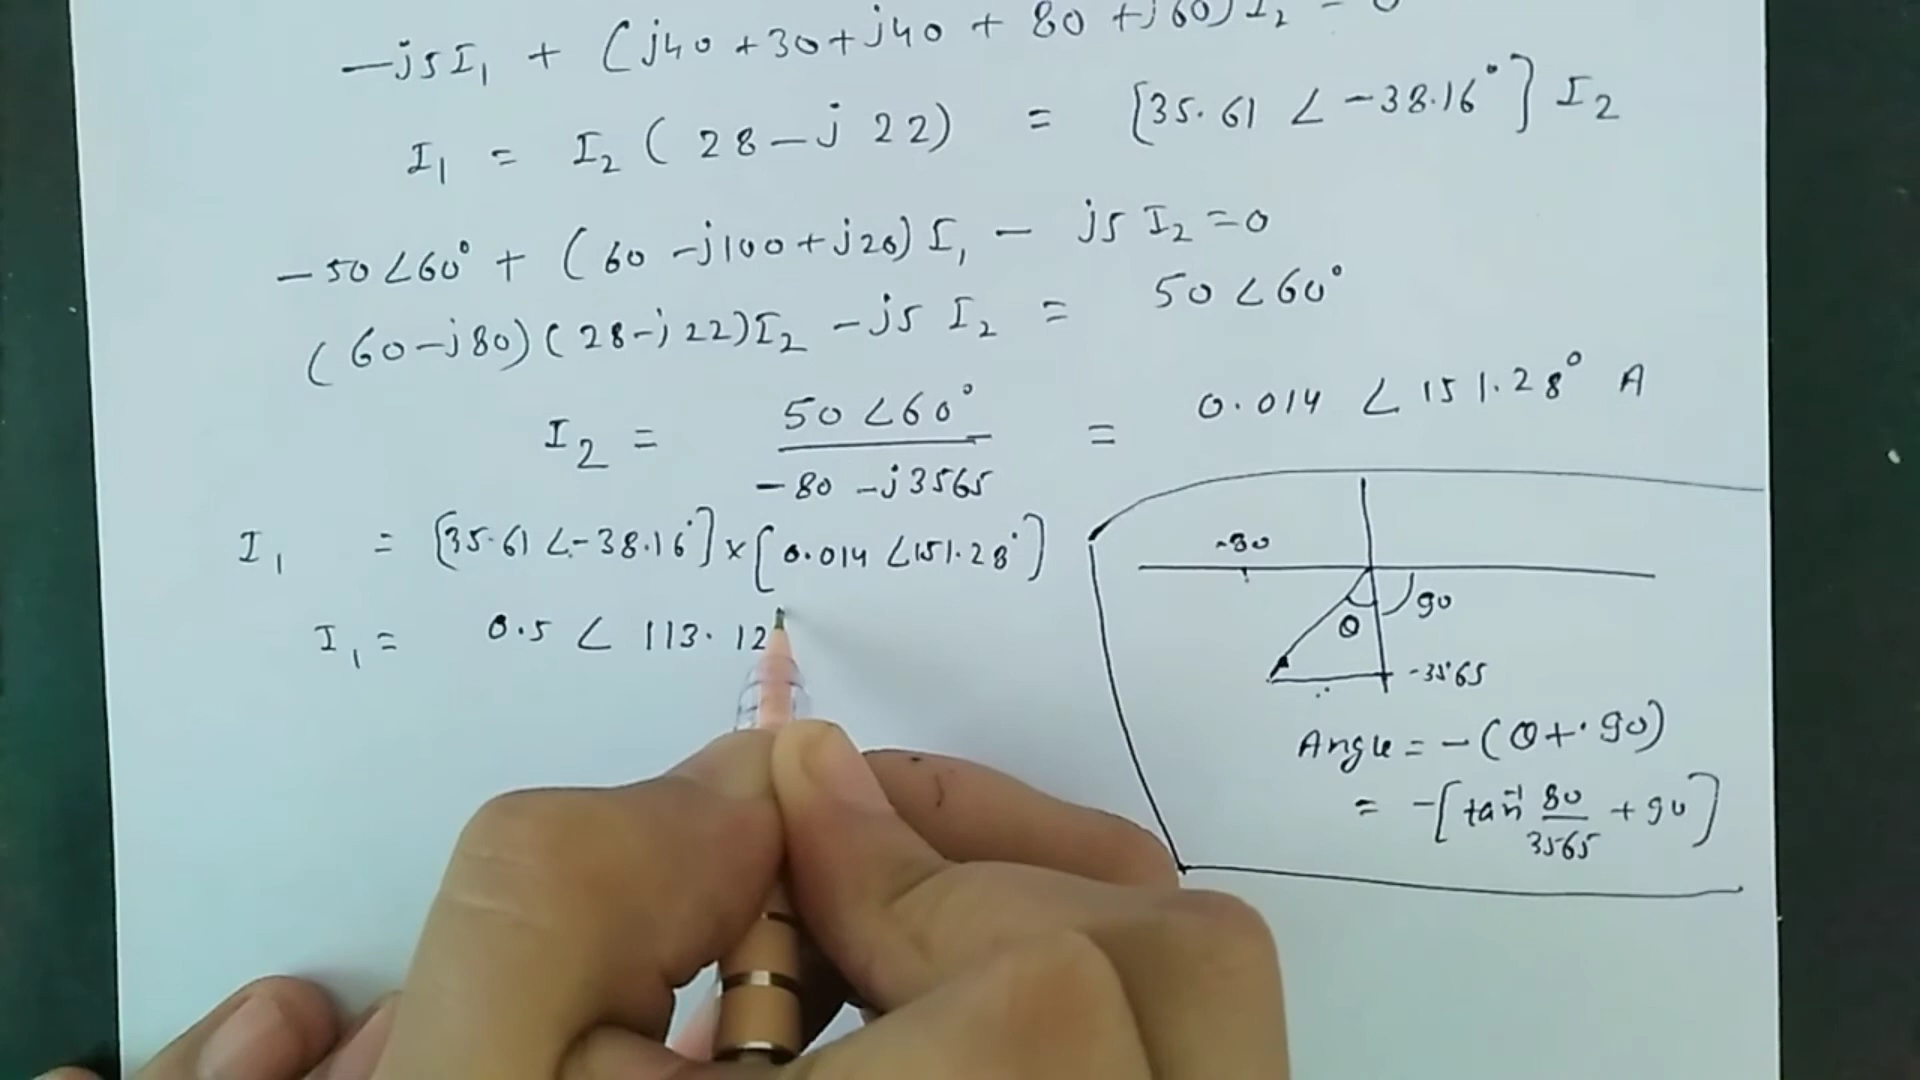 -j5I₁ + (j40+30+j40 + 80 +j60)I₂ = 0
I₁ = I₂ (28-j 22) = [35.61 ∠-38.16°] I₂
-50∠60° + (60 -j100+j20) I₁ - j5 I₂ =0
(60-j80)(28-j22)I₂ -j5 I₂ = 50∠60°
I₂ = 50∠60° / -80 -j3565 = 0.014 ∠151.28° A
I₁ = [35.61 ∠-38.16°]×[0.014 ∠151.28°]
I₁ = 0.5 ∠ 113.12
-80
90
θ
-3565
Angle = -(θ+90)
= -[tan⁻¹ 80/3565 + 90]